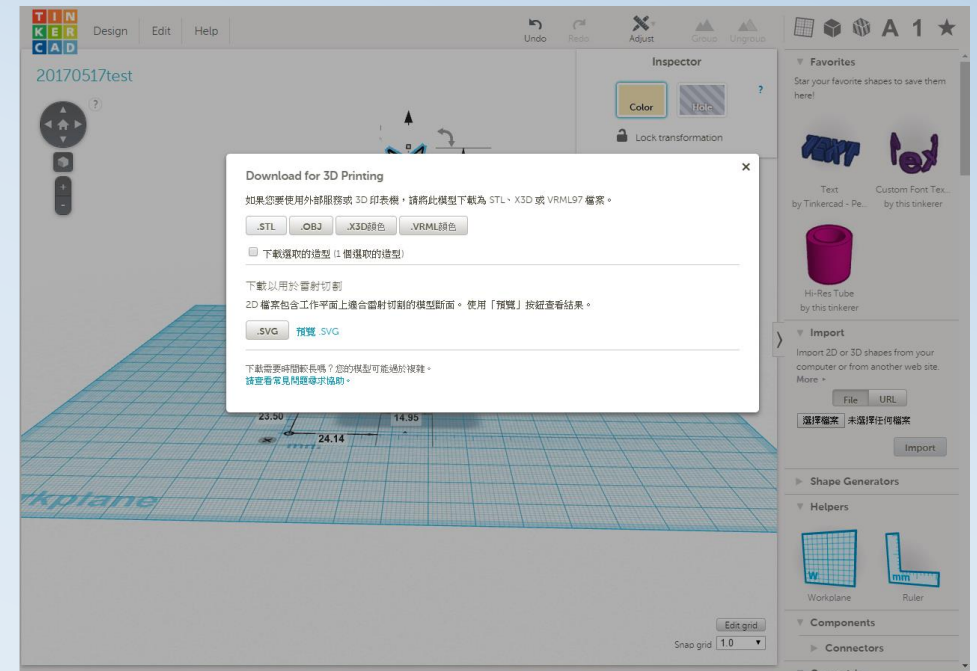 TIN
KER
CAD
Design Edit Help
Undo Redo Adjust Group Ungroup
A 1
20170517test
?
Inspector
Color Hole
?
Lock transformation
+
-
Download for 3D Printing
×
如果您要使用外部服務或 3D 印表機，請將此模型下載為 STL、X3D 或 VRML97 檔案。
.STL .OBJ .X3D顏色 .VRML顏色
下載選取的造型 (1 個選取的造型)
下載以用於雷射切割
2D 檔案包含工作平面上適合雷射切割的模型斷面。 使用「預覽」按鈕查看結果。
.SVG 預覽 .SVG
下載需要時間較長嗎？您的模型可能過於複雜。
請查看常見問題尋求協助。
23.50 14.95
24.14
mm
rkplane
Edit grid
Snap grid 1.0
Favorites
Star your favorite shapes to save them
here!
TEXT
Text
by Tinkercad - Pe...
Custom Font Tex...
by this tinkerer
Hi-Res Tube
by this tinkerer
Import
Import 2D or 3D shapes from your
computer or from another web site.
More
File URL
選擇檔案 未選擇任何檔案
Import
Shape Generators
Helpers
W
mm
Workplane Ruler
Components
Connectors